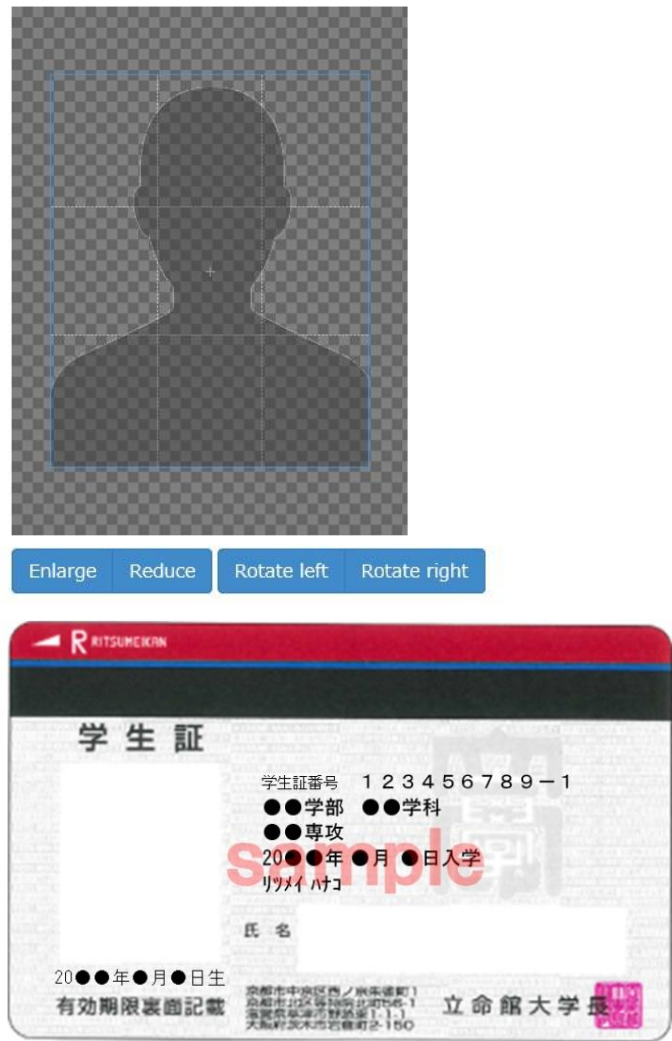 Enlarge Reduce Rotate left Rotate right
RITSUMEIKAN
学生証
学生証番号 123456789-1
●●学部 ●●学科
●●専攻
sample
20●●年 ●月 ●日入学
リツメイ ハナコ
氏名
20●●年●月●日生
有効期限裏面記載
立命館大学長